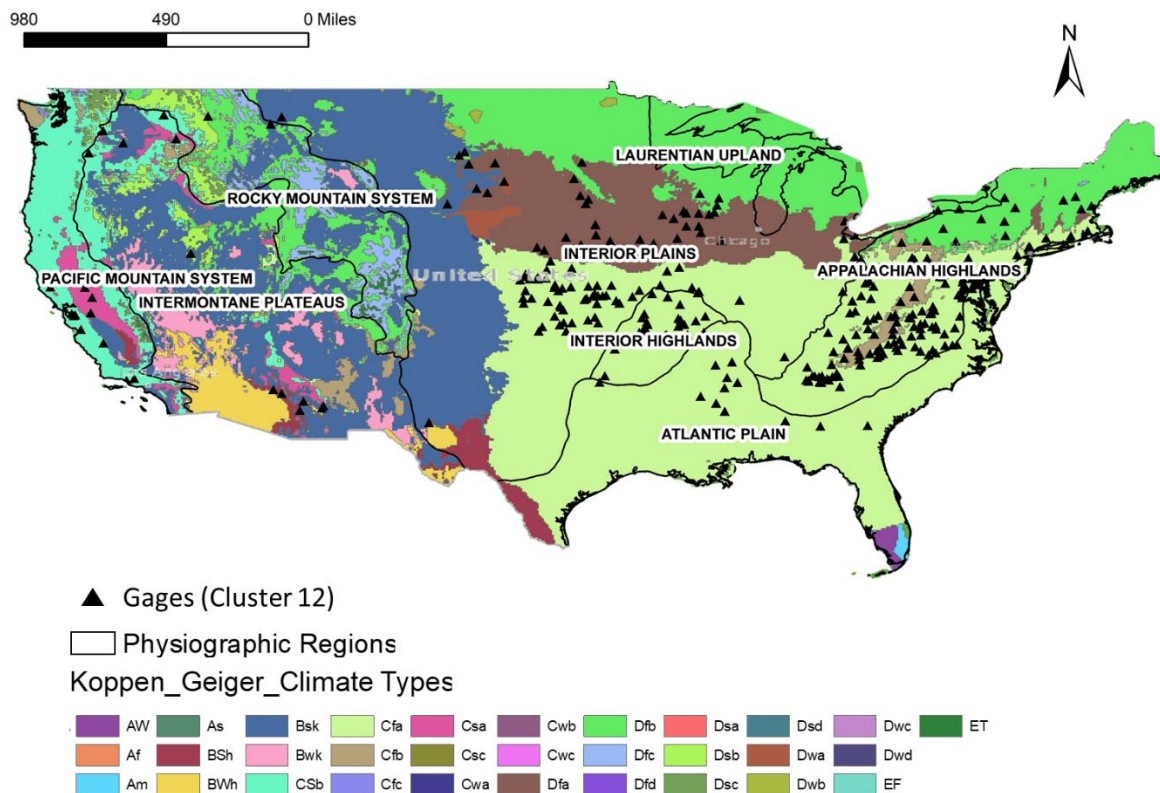 980 490 0 Miles
N
LAURENTIAN UPLAND
ROCKY MOUNTAIN SYSTEM
Chicago
INTERIOR PLAINS
APPALACHIAN HIGHLANDS
United States
PACIFIC MOUNTAIN SYSTEM
INTERMONTANE PLATEAUS
INTERIOR HIGHLANDS
Los Angeles
ATLANTIC PLAIN
Gages (Cluster 12)
Physiographic Regions
Koppen_Geiger_Climate Types
AW As Bsk Cfa Csa Cwb Dfb Dsa Dsd Dwc ET
Af BSh Bwk Cfb Csc Cwc Dfc Dsb Dwa Dwd
Am BWh CSb Cfc Cwa Dfa Dfd Dsc Dwb EF